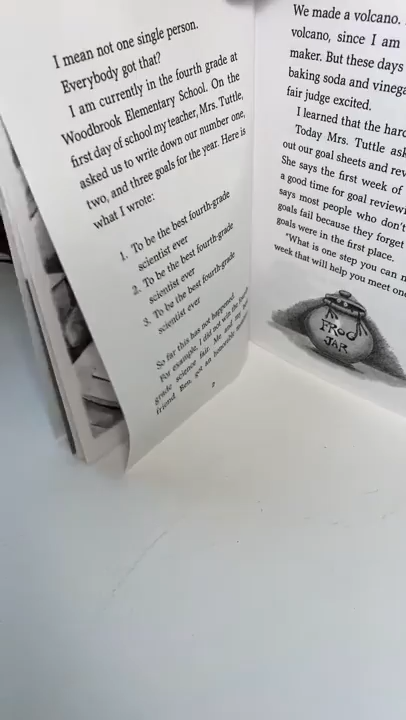 I mean not one single person.
Everybody got that?
I am currently in the fourth grade at
Woodbrook Elementary School. On the
first day of school my teacher, Mrs. Tuttle,
asked us to write down our number one,
two, and three goals for the year. Here is
what I wrote:
1. To be the best fourth-grade
scientist ever
2. To be the best fourth-grade
scientist ever
3. To be the best fourth-grade
scientist ever
So far this has not happened.
For example, I did not win the
grade science fair. Me and my
friend Ben got an honorable
We made a volcano.
volcano, since I am
maker. But these days
baking soda and
fair judge excited.
I learned that the
Today Mrs. Tuttle
out our goal sheets and
She says the first week of
a good time for goal
says most people who don't
goals fail because they forget
goals were in the first place.
"What is one step you can
week that will help you meet
FROG
JAR